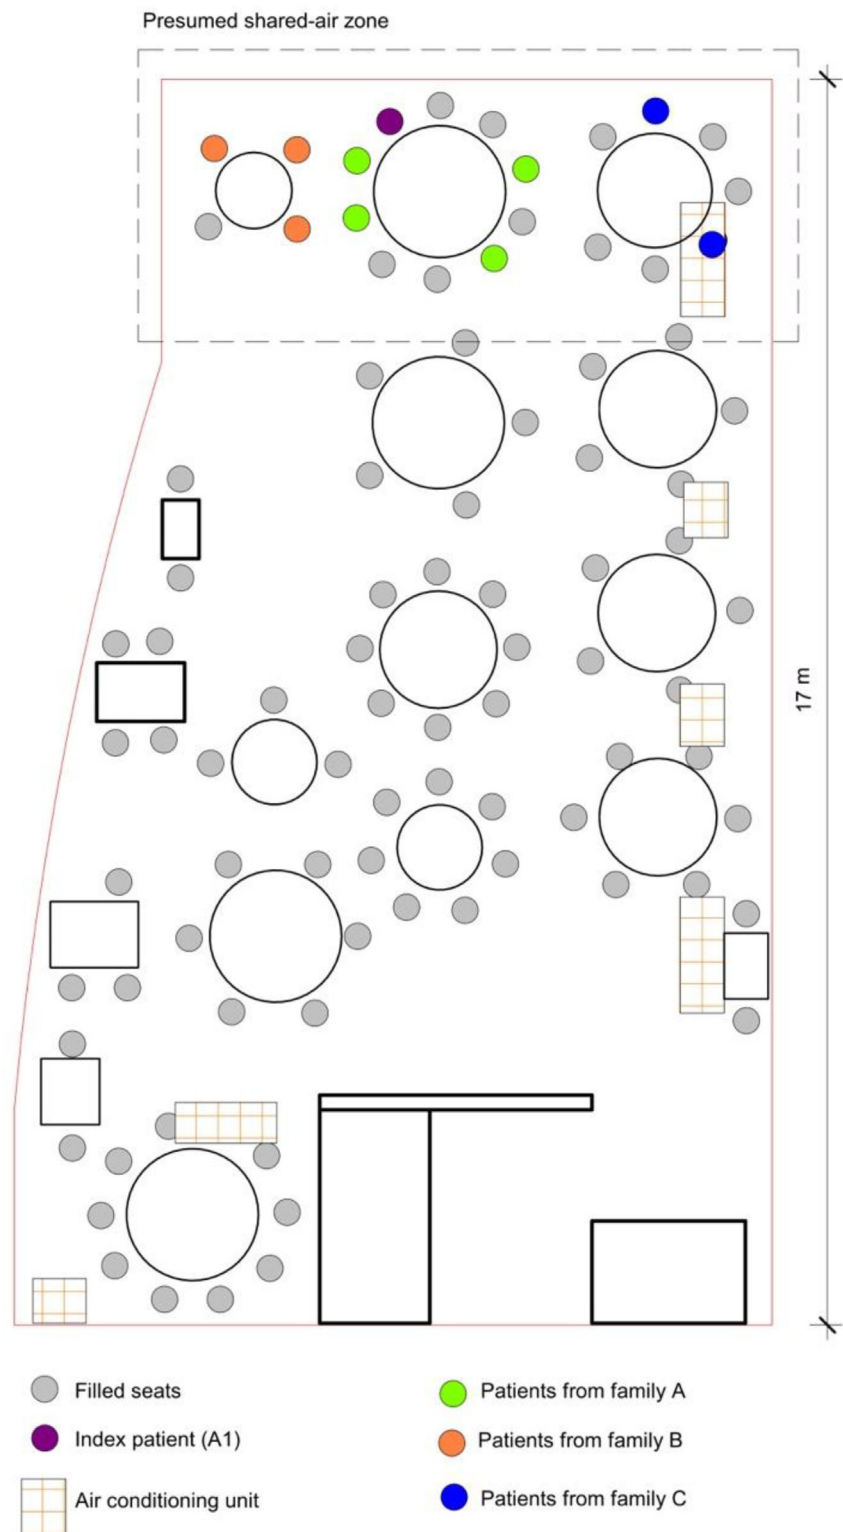 Presumed shared-air zone
17 m
Filled seats
Patients from family A
Index patient (A1)
Patients from family B
Air conditioning unit
Patients from family C